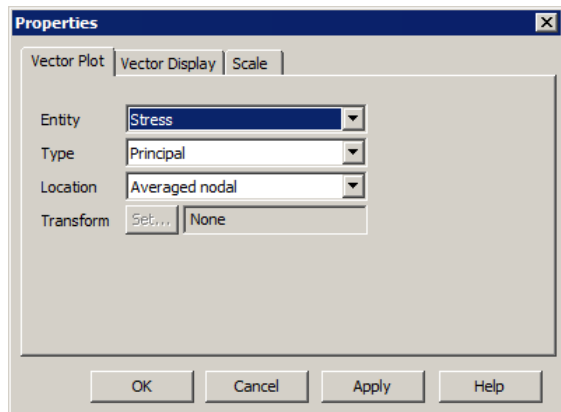 Properties
Vector Plot Vector Display Scale
Entity Stress
Type Principal
Location Averaged nodal
Transform Set... None
OK Cancel Apply Help